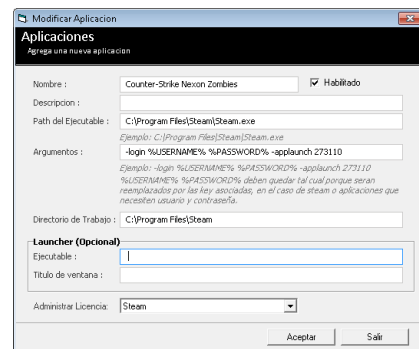 Modificar Aplicacion
Aplicaciones
Agrega una nueva aplicacion
Nombre : Counter-Strike Nexon Zombies Habilitado
Descripcion :
Path del Ejecutable : C:\Program Files\Steam\Steam.exe
Ejemplo: C:\Program Files\Steam\Steam.exe
Argumentos : -login %USERNAME% %PASSWORD% -applaunch 273110
Ejemplo: -login %USERNAME% %PASSWORD% -applaunch 273110
%USERNAME% %PASSWORD% deben quedar tal cual porque seran
reemplazados por las key asociadas, en el caso de steam o aplicaciones que
necesiten usuario y contraseña.
Directorio de Trabajo : C:\Program Files\Steam
Launcher (Opcional)
Ejecutable :
Titulo de ventana :
Administrar Licencia: Steam
Aceptar Salir